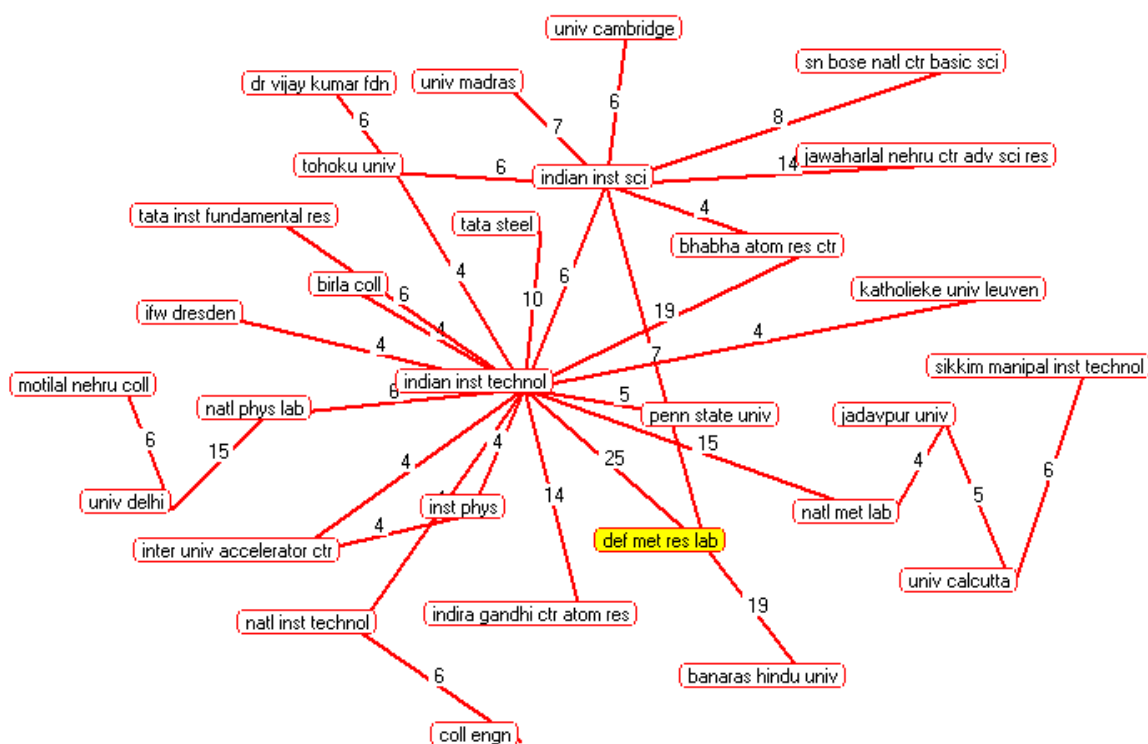 univ cambridge
sn bose natl ctr basic sci
dr vijay kumar fdn
univ madras
6
8
6
7
tohoku univ
6
indian inst sci
14
jawaharlal nehru ctr adv sci res
tata inst fundamental res
tata steel
4
bhabha atom res ctr
4
6
birla coll
6
10
19
katholieke univ leuven
ifw dresden
4
4
4
7
indian inst technol
sikkim manipal inst technol
motilal nehru coll
natl phys lab
6
5
penn state univ
jadavpur univ
6
15
4
25
15
4
6
univ delhi
4
inst phys
14
natl met lab
5
inter univ accelerator ctr
4
def met res lab
univ calcutta
natl inst technol
indira gandhi ctr atom res
19
6
banaras hindu univ
coll engn